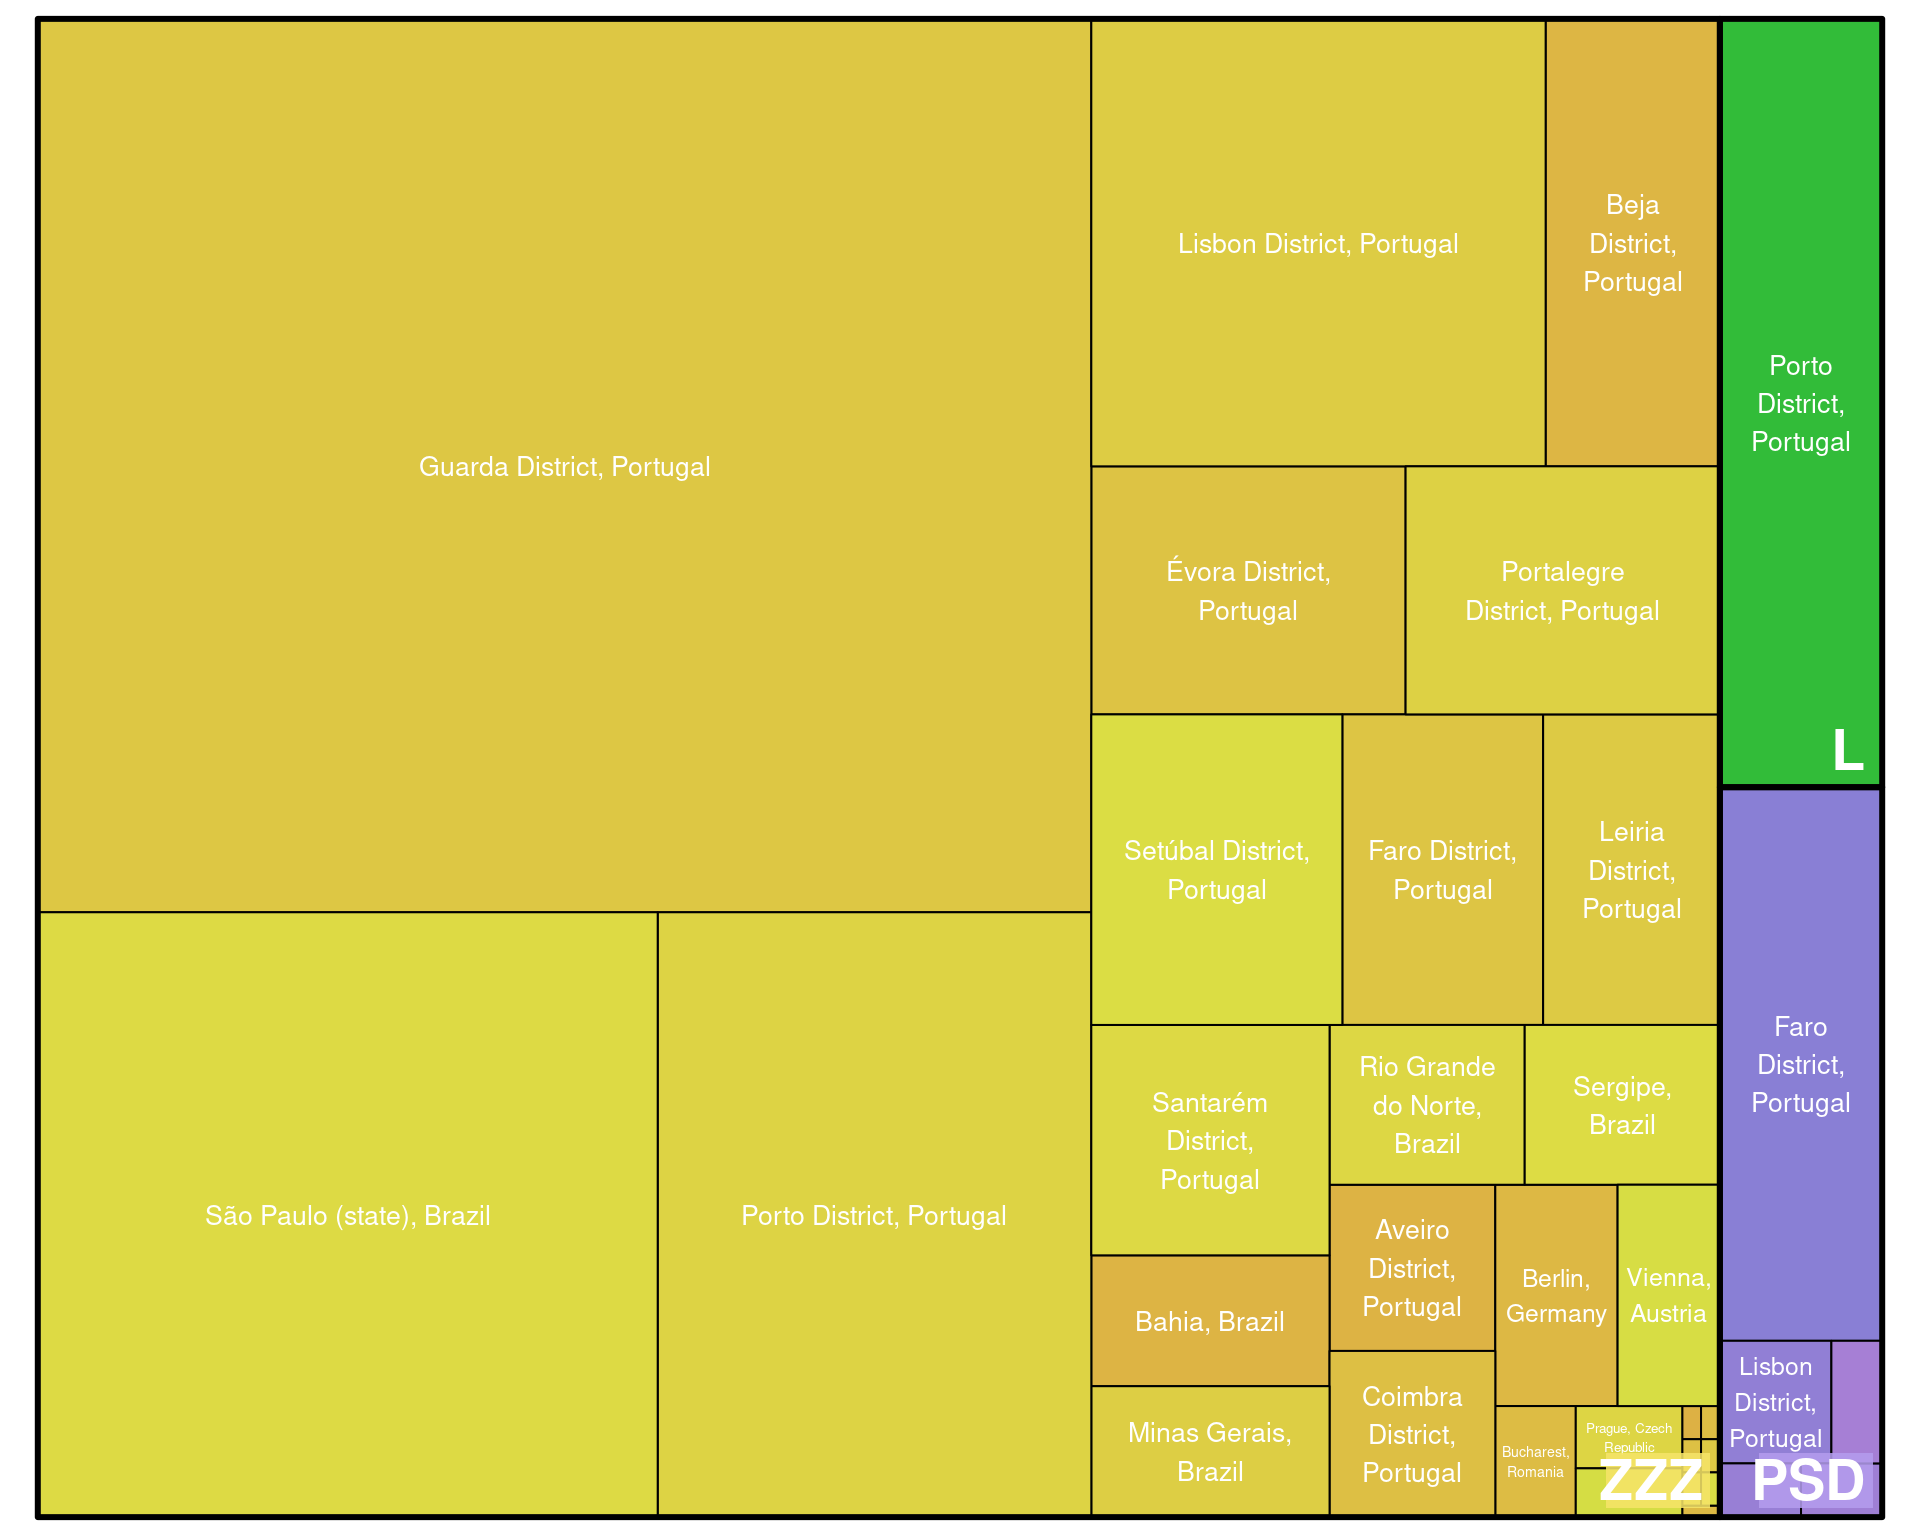 Guarda District, Portugal
Lisbon District, Portugal
Beja
District,
Portugal
Porto
District,
Portugal
L
Évora District,
Portugal
Portalegre
District, Portugal
Setúbal District,
Portugal
Faro District,
Portugal
Leiria
District,
Portugal
Faro
District,
Portugal
São Paulo (state), Brazil
Porto District, Portugal
Santarém
District,
Portugal
Rio Grande
do Norte,
Brazil
Sergipe,
Brazil
Bahia, Brazil
Aveiro
District,
Portugal
Berlin,
Germany
Vienna,
Austria
Minas Gerais,
Brazil
Coimbra
District,
Portugal
Bucharest,
Romania
Prague, Czech
Republic
ZZZ
Lisbon
District,
Portugal
PSD